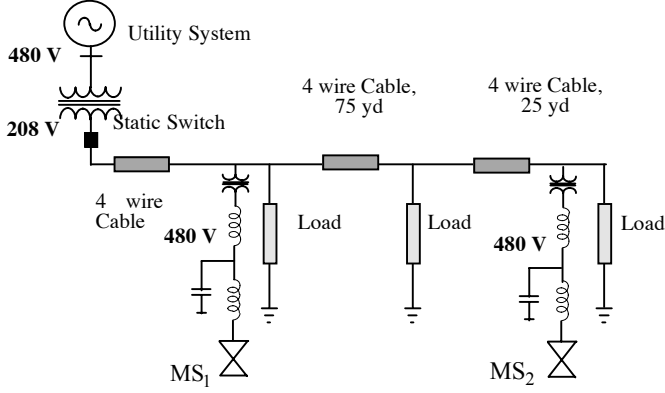 Utility System
480 V
4 wire Cable,
75 yd
4 wire Cable,
25 yd
208 V
Static Switch
4 wire
Cable
480 V
Load
Load
480 V
Load
MS1
MS2